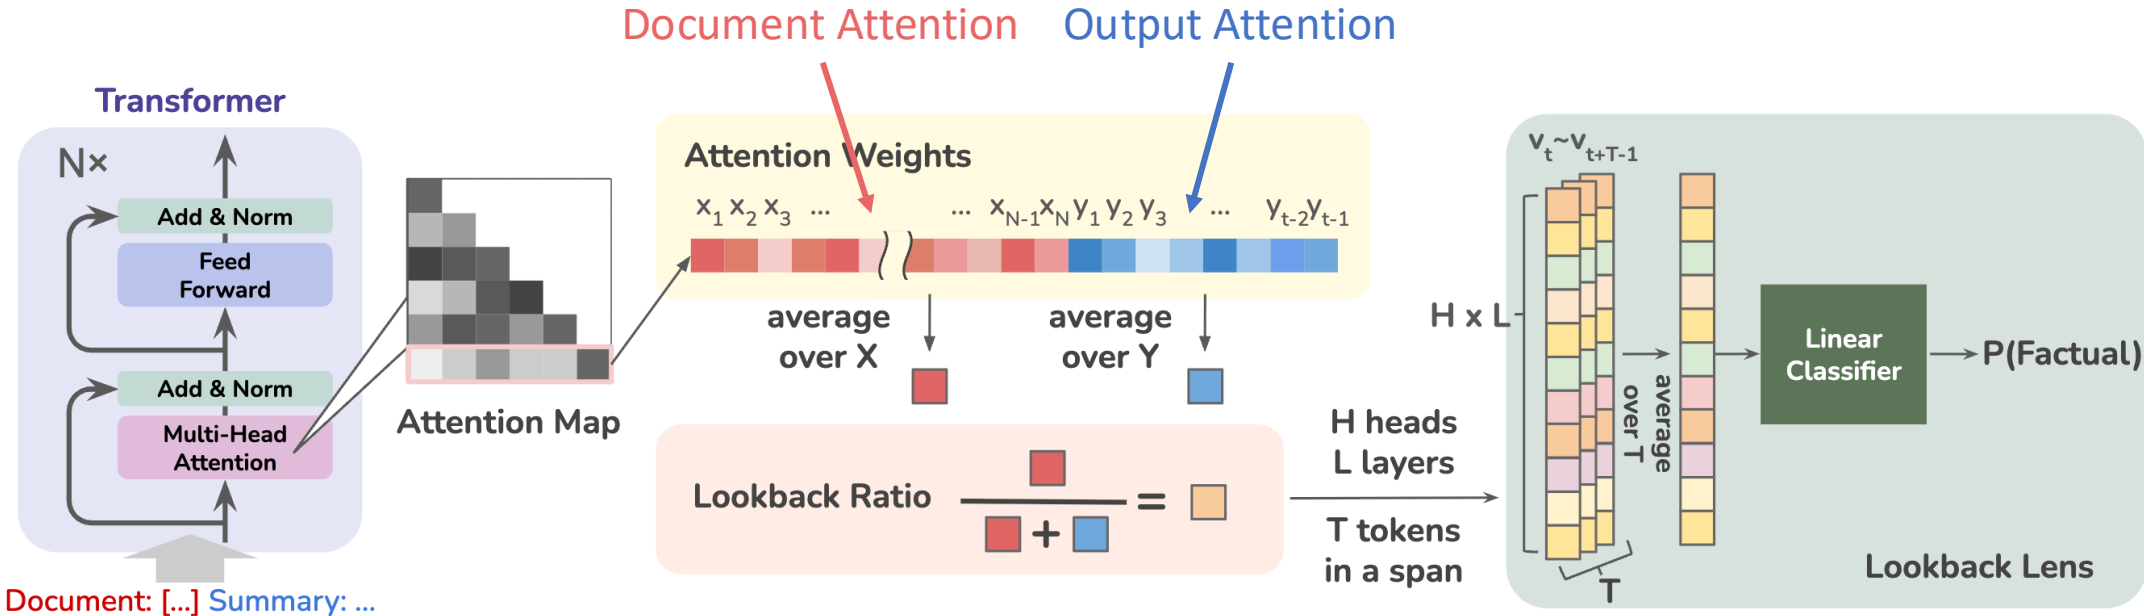 Document Attention
Output Attention
Transformer
N×
Add & Norm
Feed
Forward
Add & Norm
Multi-Head
Attention
Document: [...] Summary: ...
Attention Map
Attention Weights
x1 x2 x3 ... ... xN-1 xN y1 y2 y3 ... yt-2 yt-1
average
over X
average
over Y
Lookback Ratio
+
=
H heads
L layers
T tokens
in a span
vt~vt+T-1
H x L
T
average
over T
Linear
Classifier
P(Factual)
Lookback Lens